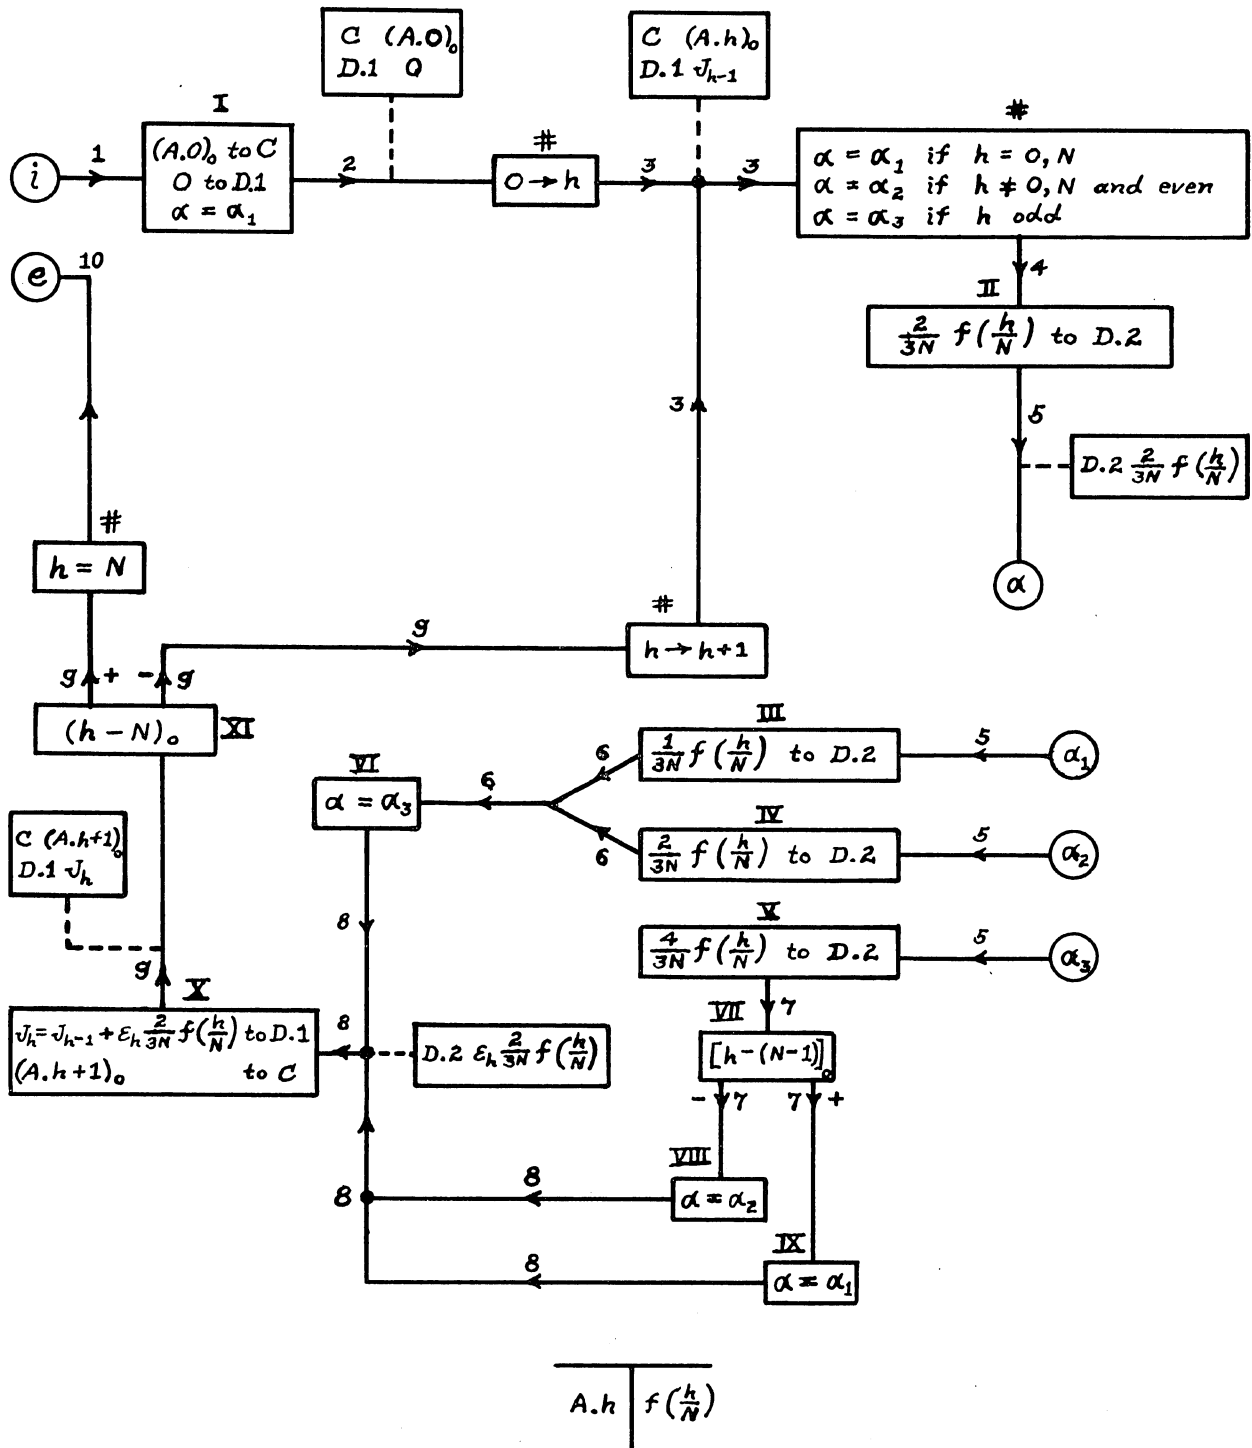 C (A.0)₀
D.1 0
C (A.h)₀
D.1 J_{h-1}
I
#
#
i
1
(A.0)₀ to C
0 to D.1
α = α₁
2
0 → h
3
3
α = α₁ if h = 0, N
α = α₂ if h ≠ 0, N and even
α = α₃ if h odd
e
10
4
II
2/3N f(h/N) to D.2
3
5
D.2 2/3N f(h/N)
#
h = N
α
#
g
h → h+1
g + - g
(h - N)₀ XI
III
1/3N f(h/N) to D.2
5
α₁
VI
α = α₃
6
6
6
IV
2/3N f(h/N) to D.2
5
α₂
C (A.h+1)₀
D.1 J_h
8
V
4/3N f(h/N) to D.2
5
α₃
g
X
7
VII
J_h = J_{h-1} + ε_h 2/3N f(h/N) to D.1
(A.h+1)₀ to C
8
D.2 ε_h 2/3N f(h/N)
[h-(N-1)]₀
- 7 7 +
VIII
8
8
α = α₂
IX
8
α = α₁
A.h f(h/N)